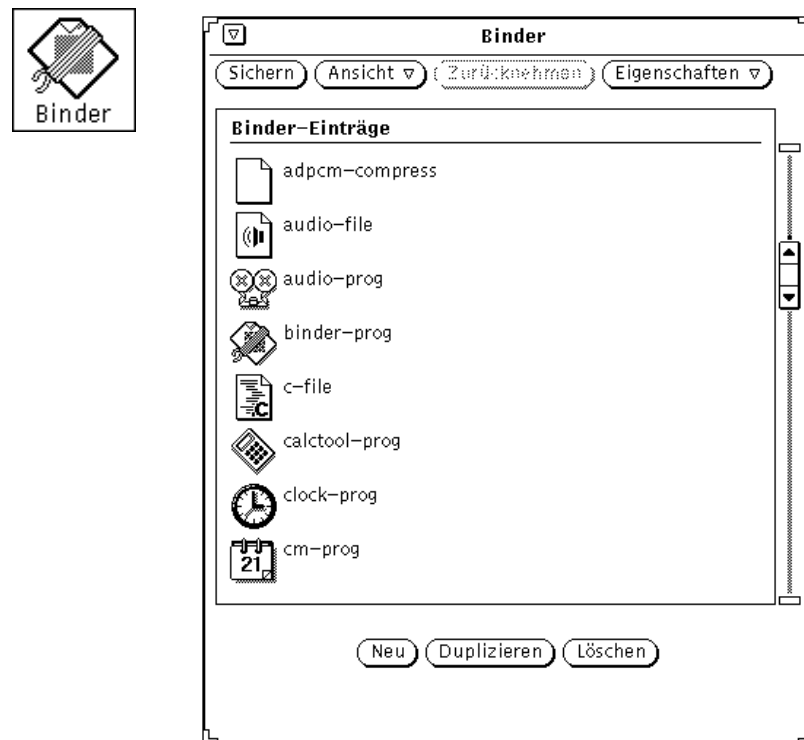 Binder
Binder
Sichern Ansicht Zurücknehmen Eigenschaften
Binder-Einträge
adpcm-compress
audio-file
audio-prog
binder-prog
.C
c-file
calctool-prog
clock-prog
21
cm-prog
Neu Duplizieren Löschen